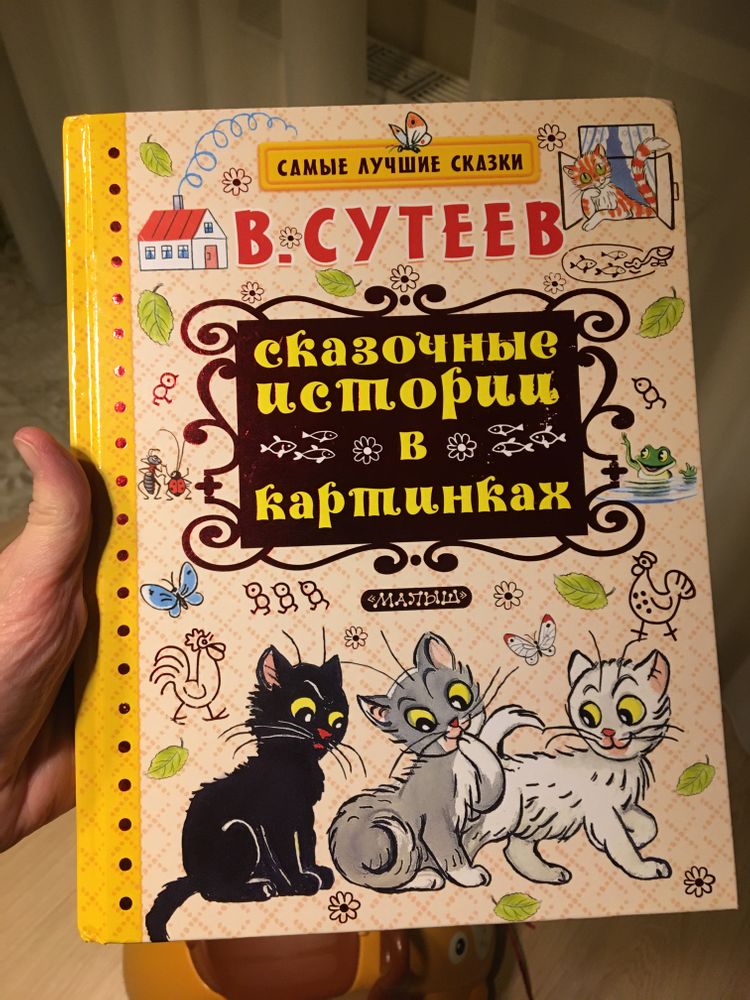 САМЫЕ ЛУЧШИЕ СКАЗКИ
В. СУТЕЕВ
сказочные
истории
в
картинках
«МАЛЫШ»